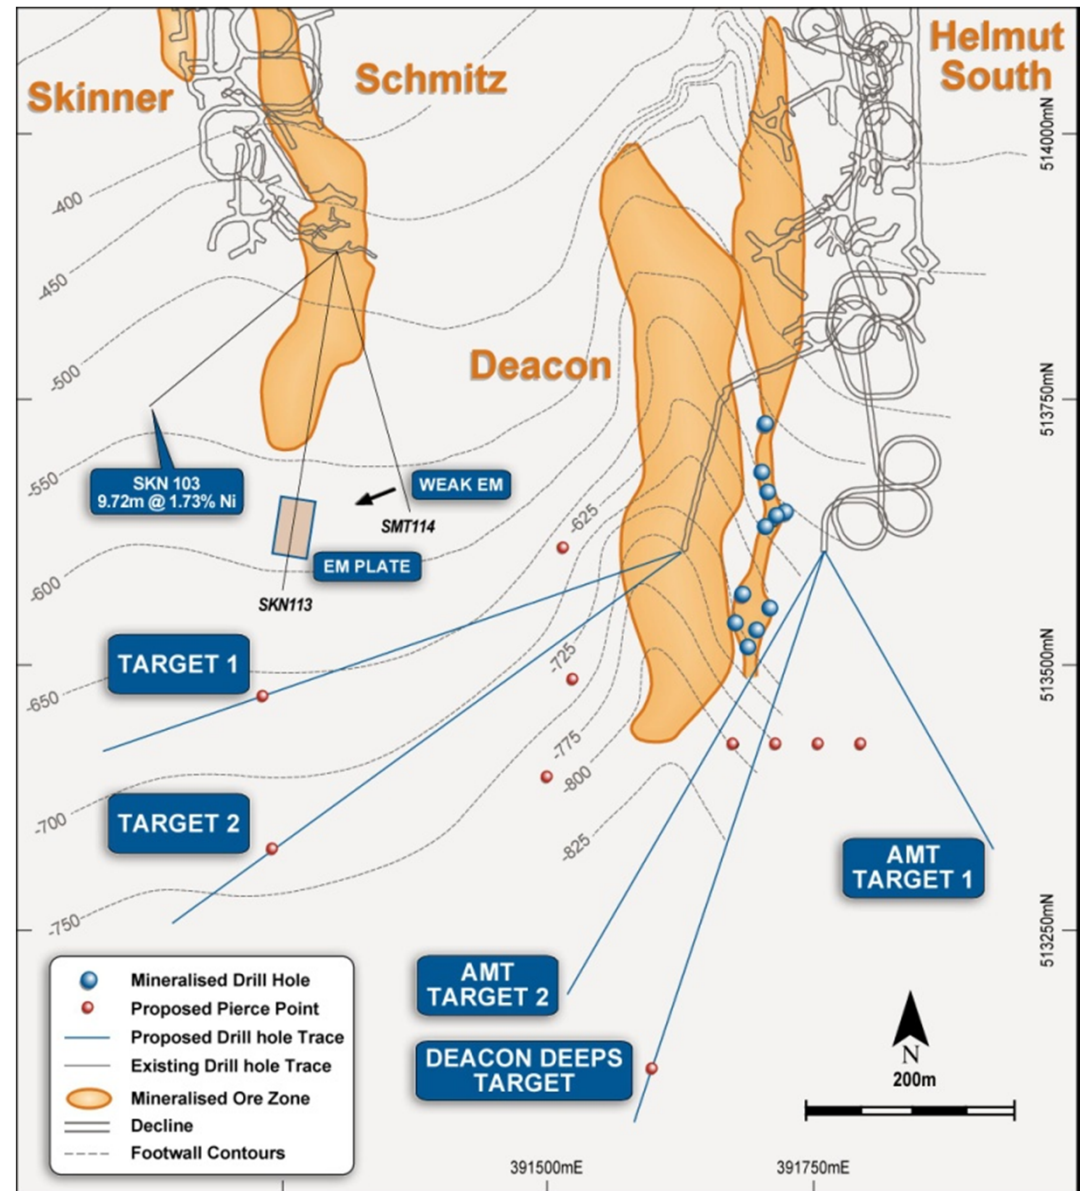 Helmut
South
Skinner
Schmitz
514000mN
-400
-450
-500
Deacon
513750mN
-550
SKN 103
9.72m @ 1.73% Ni
WEAK EM
SMT114
-625
EM PLATE
-600
SKN113
TARGET 1
-725
513500mN
-650
-775
-800
TARGET 2
-700
-825
AMT
TARGET 1
-750
513250mN
AMT
TARGET 2
DEACON DEEPS
TARGET
N
200m
Mineralised Drill Hole
Proposed Pierce Point
Proposed Drill hole Trace
Existing Drill hole Trace
Mineralised Ore Zone
Decline
Footwall Contours
391500mE
391750mE